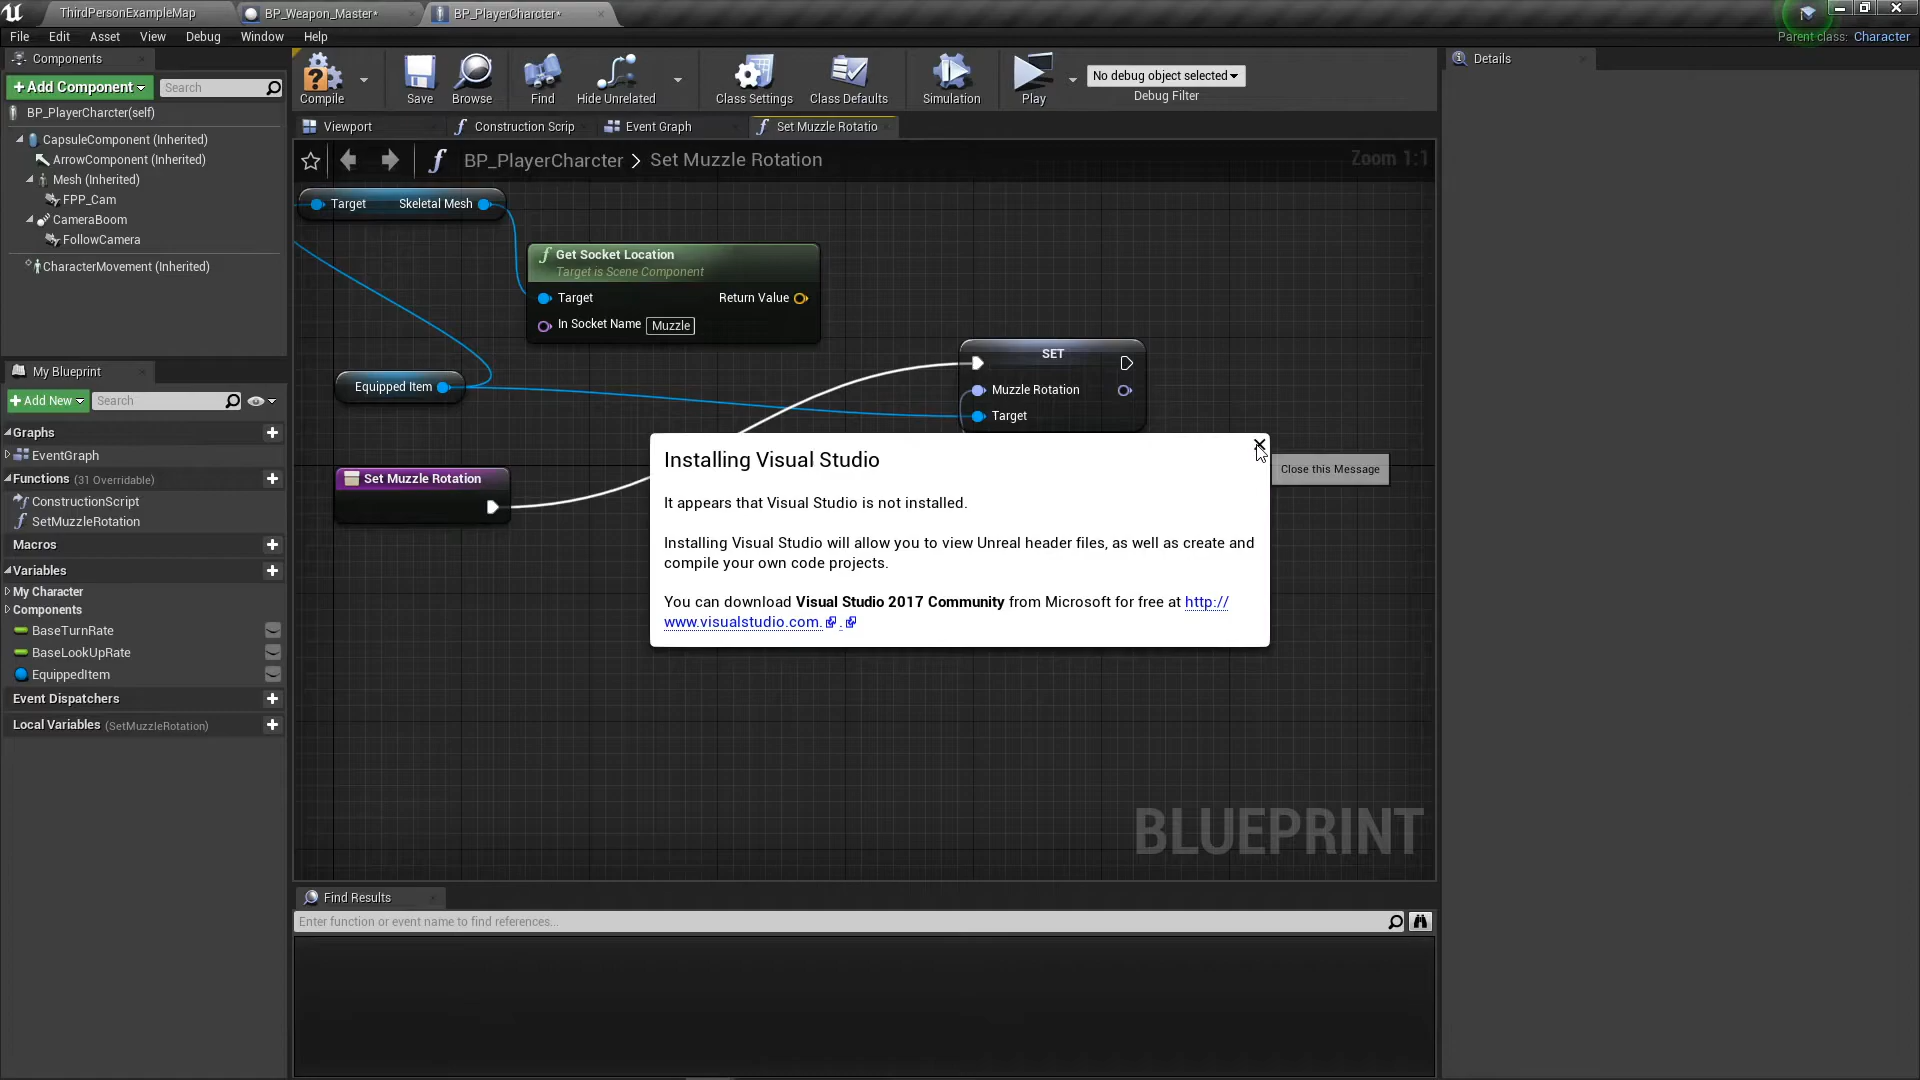 ThirdPersonExampleMap
BP_Weapon_Master*
BP_PlayerCharcter*
File Edit Asset View Debug Window Help
Parent class: Character
Components
+Add Component
Search
BP_PlayerCharcter(self)
CapsuleComponent (Inherited)
ArrowComponent (Inherited)
Mesh (Inherited)
FPP_Cam
CameraBoom
FollowCamera
CharacterMovement (Inherited)
Compile
Save
Browse
Find
Hide Unrelated
Class Settings
Class Defaults
Simulation
Play
No debug object selected
Debug Filter
Details
Viewport
Construction Scrip
Event Graph
Set Muzzle Rotatio
BP_PlayerCharcter > Set Muzzle Rotation
Zoom 1:1
Target Skeletal Mesh
Get Socket Location
Target is Scene Component
Target Return Value
In Socket Name Muzzle
Equipped Item
SET
Muzzle Rotation
Target
Set Muzzle Rotation
Installing Visual Studio
It appears that Visual Studio is not installed.
Installing Visual Studio will allow you to view Unreal header files, as well as create and
compile your own code projects.
You can download Visual Studio 2017 Community from Microsoft for free at http://
www.visualstudio.com. .
Close this Message
BLUEPRINT
My Blueprint
+Add New
Search
Graphs
EventGraph
Functions (31 Overridable)
ConstructionScript
SetMuzzleRotation
Macros
Variables
My Character
Components
BaseTurnRate
BaseLookUpRate
EquippedItem
Event Dispatchers
Local Variables (SetMuzzleRotation)
Find Results
Enter function or event name to find references...